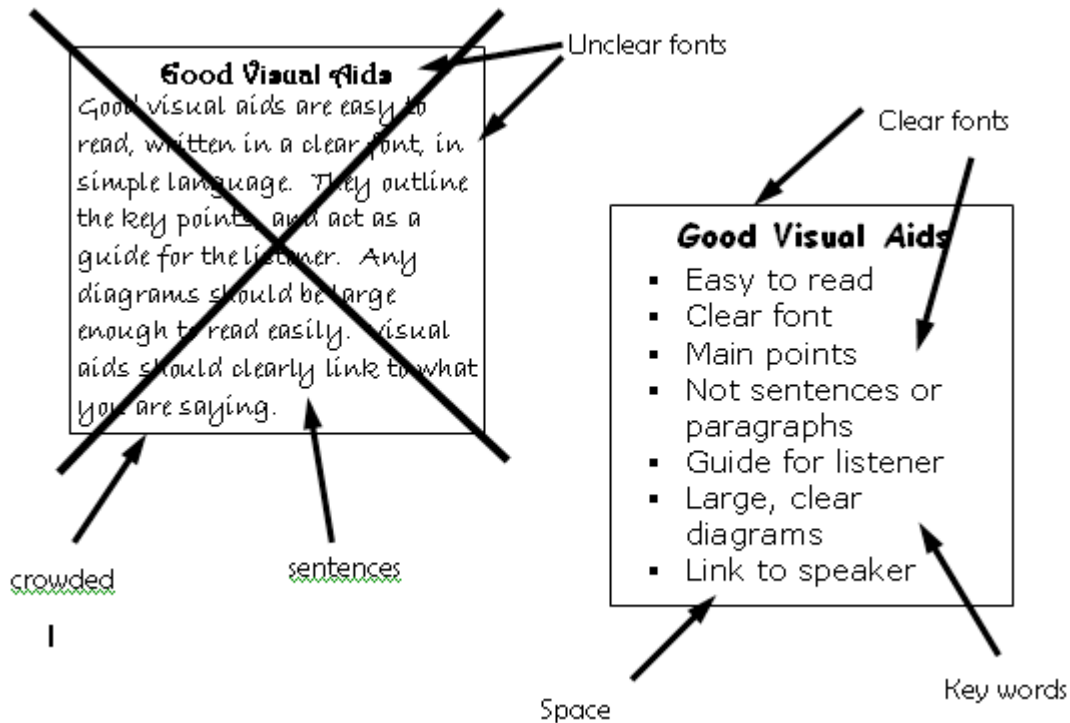 Unclear fonts
Good Visual Aids
Good visual aids are easy to
read, written in a clear font, in
simple language. They outline
the key points, and act as a
guide for the listener. Any
diagrams should be large
enough to read easily. Visual
aids should clearly link to what
you are saying.
crowded
sentences
Clear fonts
Good Visual Aids
▪ Easy to read
▪ Clear font
▪ Main points
▪ Not sentences or
paragraphs
▪ Guide for listener
▪ Large, clear
diagrams
▪ Link to speaker
Space
Key words